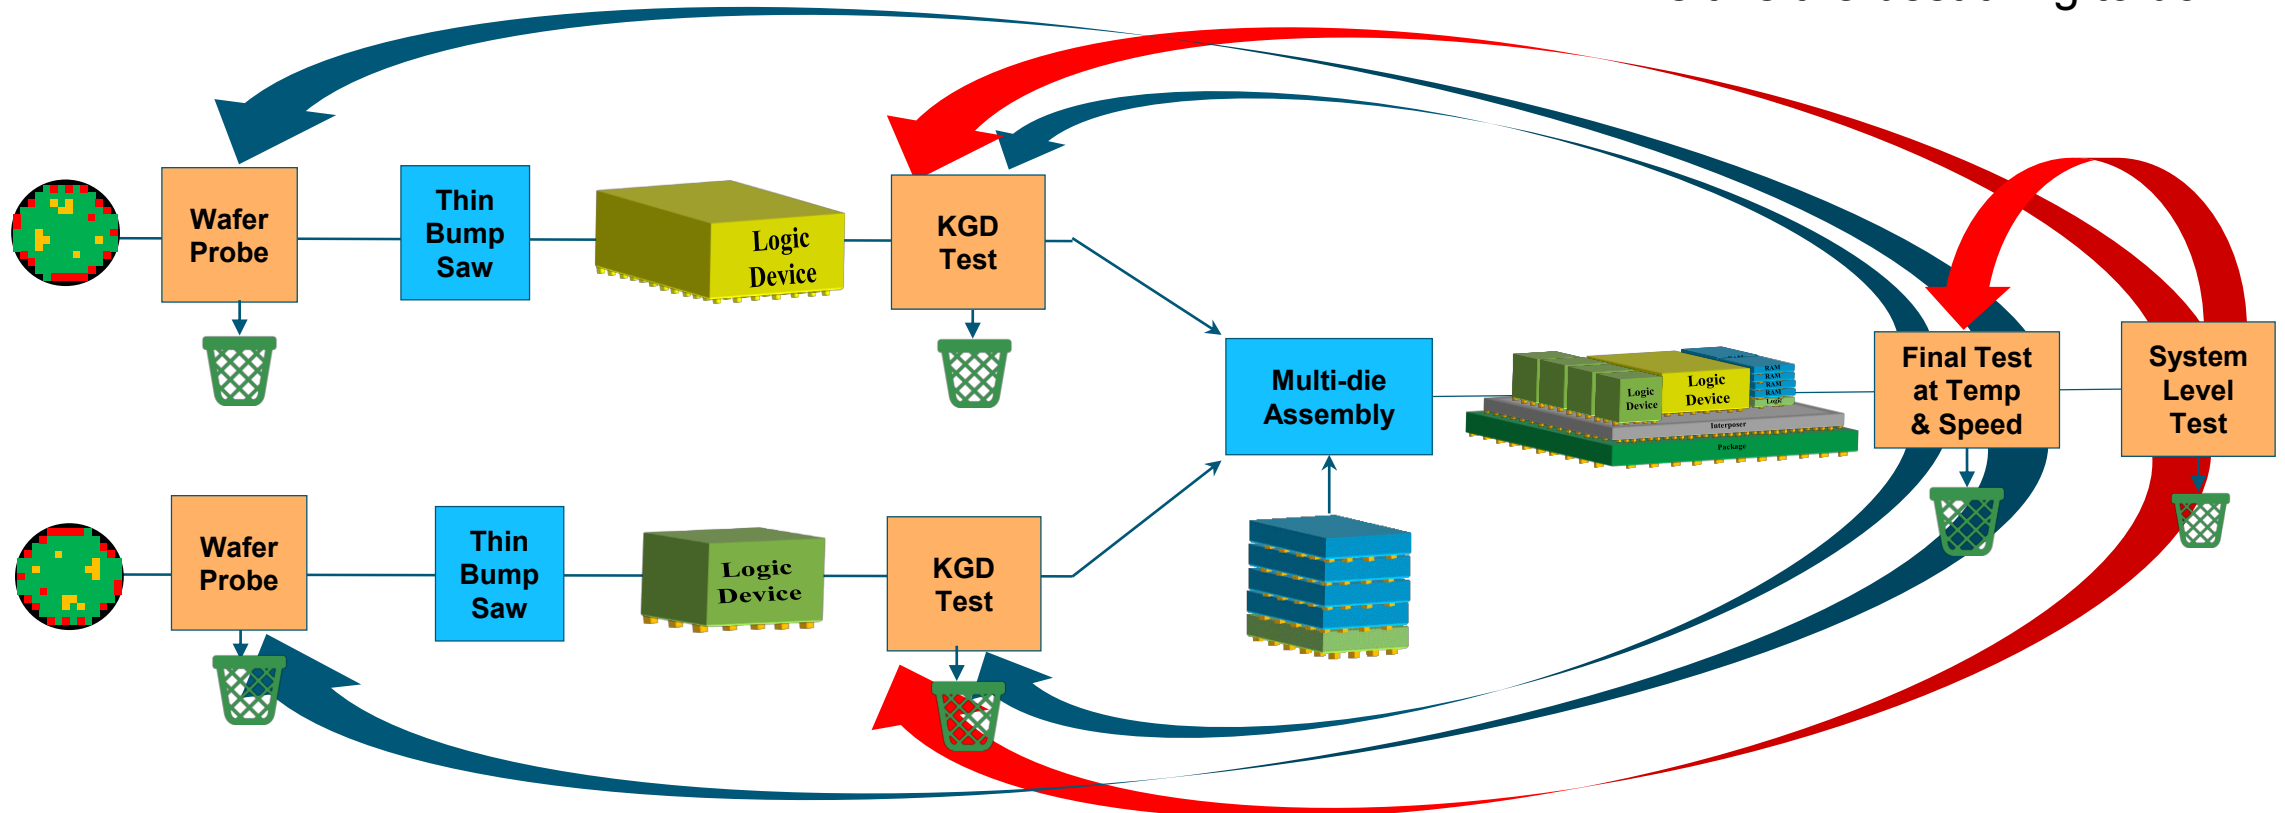 Wafer
Probe
Thin
Bump
Saw
Logic
Device
KGD
Test
Multi-die
Assembly
Logic
Device
Logic
Device
RAM
RAM
RAM
RAM
Logic
Interposer
Package
Final Test
at Temp
& Speed
System
Level
Test
Wafer
Probe
Thin
Bump
Saw
Logic
Device
KGD
Test